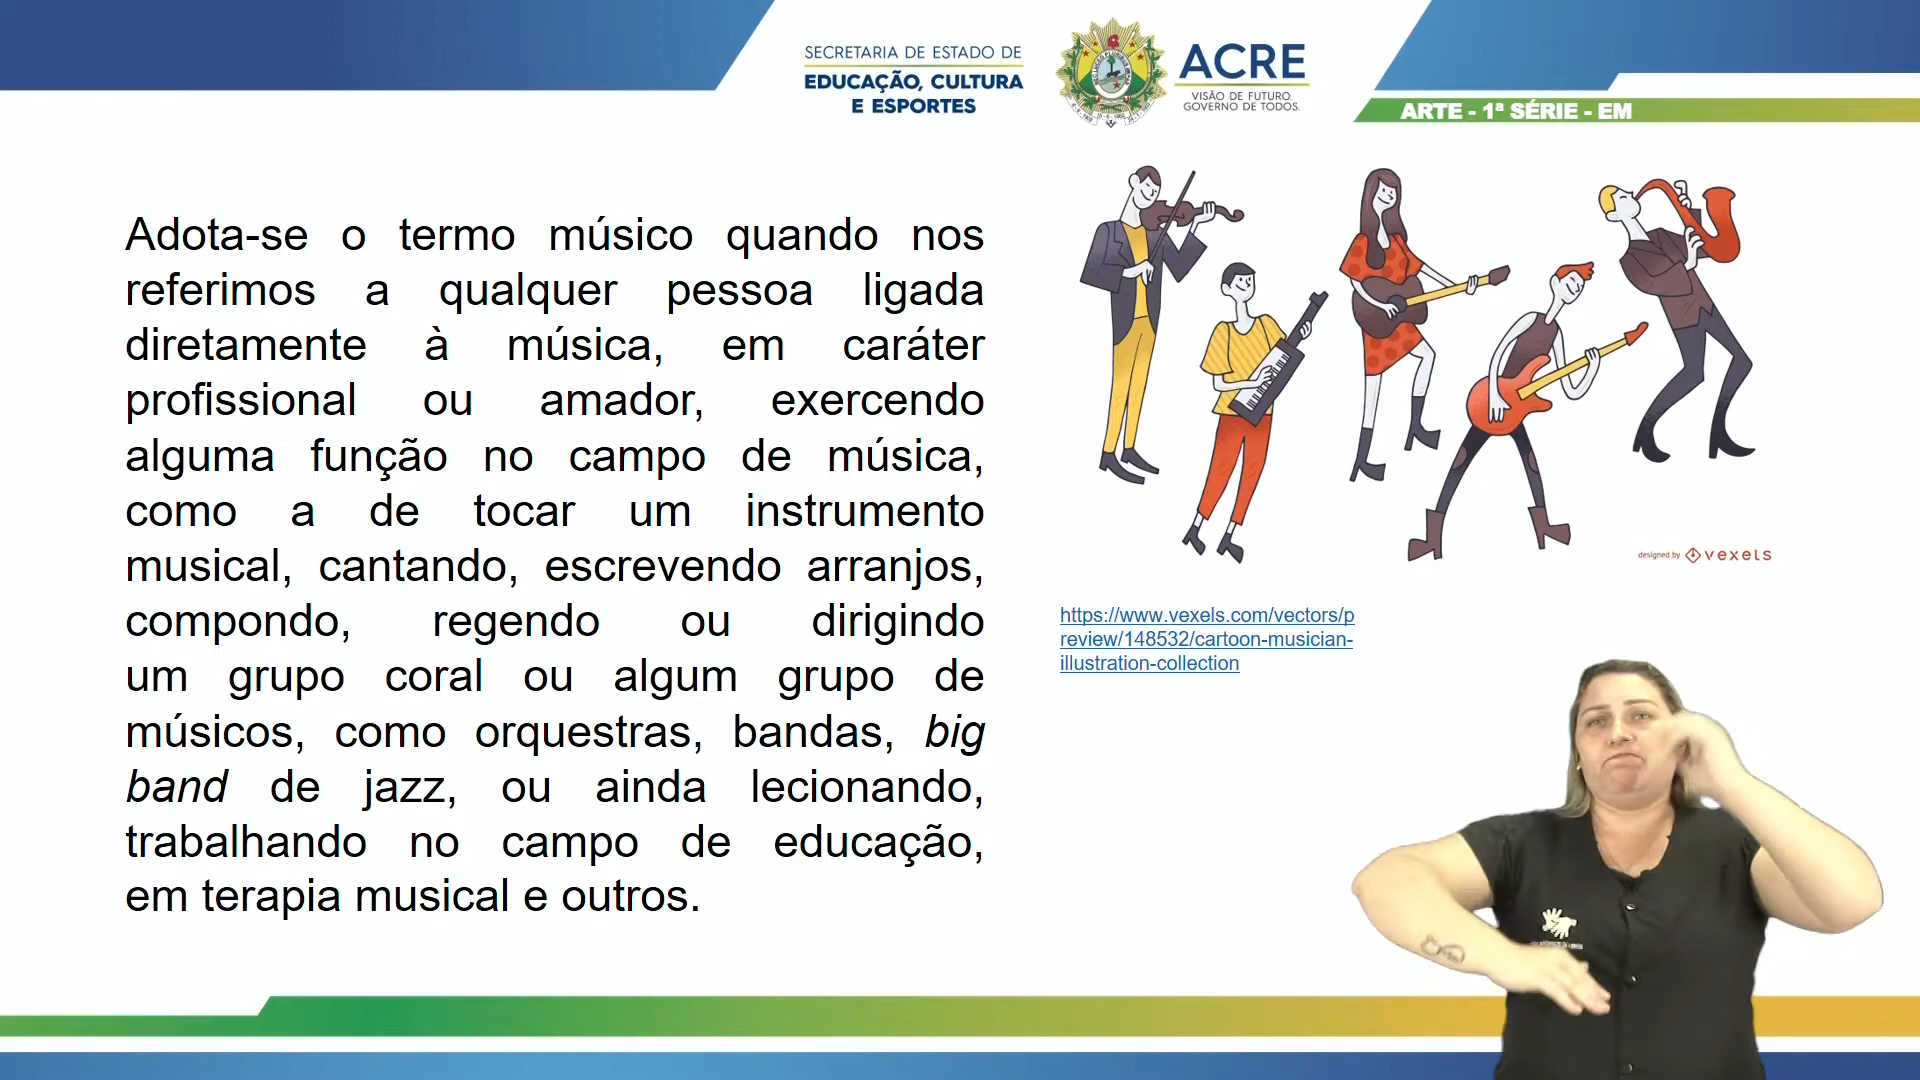 SECRETARIA DE ESTADO DE
EDUCAÇÃO, CULTURA
E ESPORTES
ACRE
VISÃO DE FUTURO.
GOVERNO DE TODOS.
ARTE - 1ª SÉRIE - EM
Adota-se o termo músico quando nos
referimos a qualquer pessoa ligada
diretamente à música, em caráter
profissional ou amador, exercendo
alguma função no campo de música,
como a de tocar um instrumento
musical, cantando, escrevendo arranjos,
compondo, regendo ou dirigindo
um grupo coral ou algum grupo de
músicos, como orquestras, bandas, big
band de jazz, ou ainda lecionando,
trabalhando no campo de educação,
em terapia musical e outros.
designed by vexels
https://www.vexels.com/vectors/p
review/148532/cartoon-musician-
illustration-collection